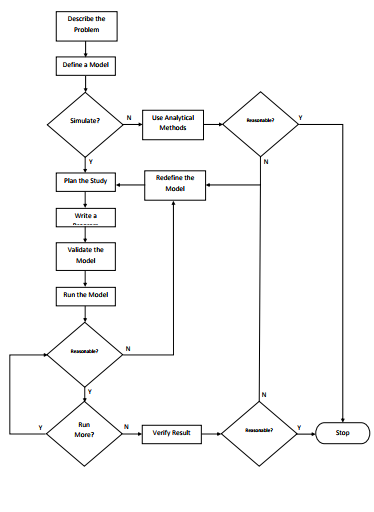 Describe the
Problem
Define a Model
Simulate?
N
Use Analytical
Methods
Reasonable?
Y
Y
N
Plan the Study
Redefine the
Model
Write a
Validate the
Model
Run the Model
Reasonable?
N
Y
N
Y
Run
More?
N
Verify Result
Reasonable?
Y
Stop